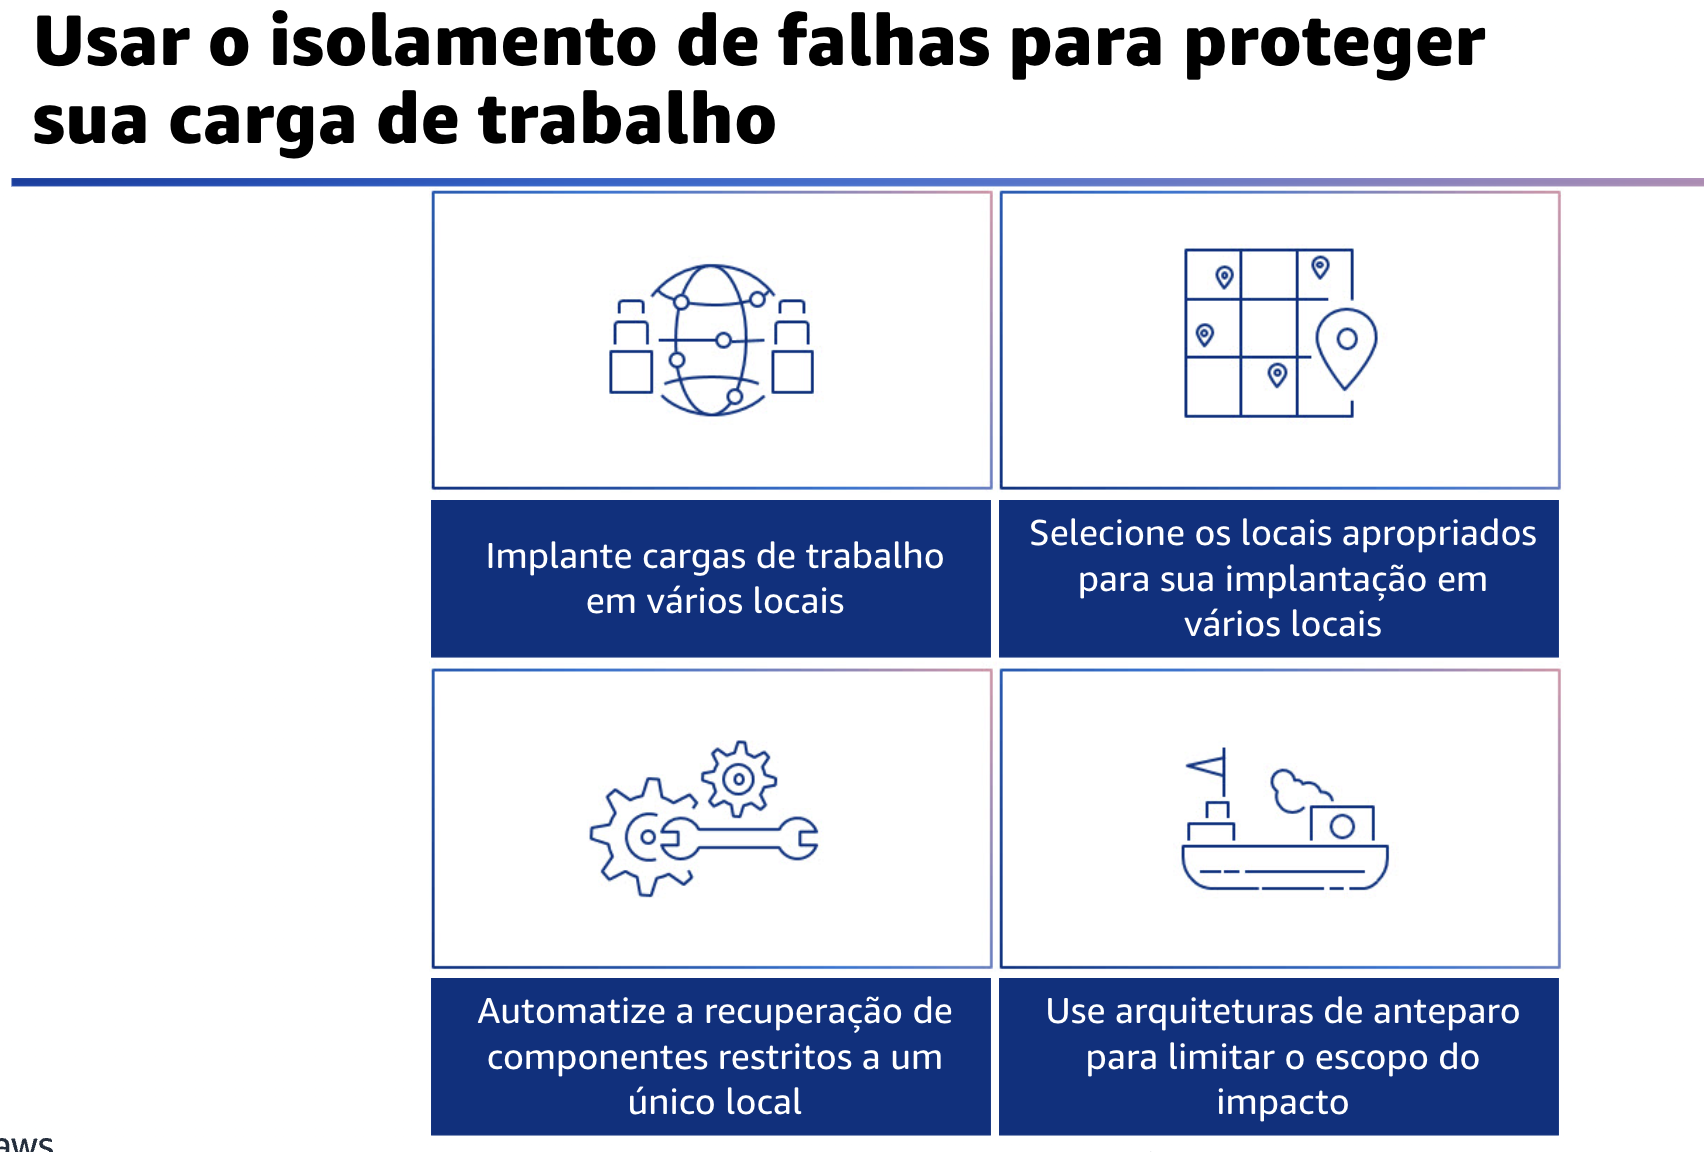 Usar o isolamento de falhas para proteger
sua carga de trabalho
Implante cargas de trabalho
em vários locais
Selecione os locais apropriados
para sua implantação em
vários locais
Automatize a recuperação de
componentes restritos a um
único local
Use arquiteturas de anteparo
para limitar o escopo do
impacto
aws